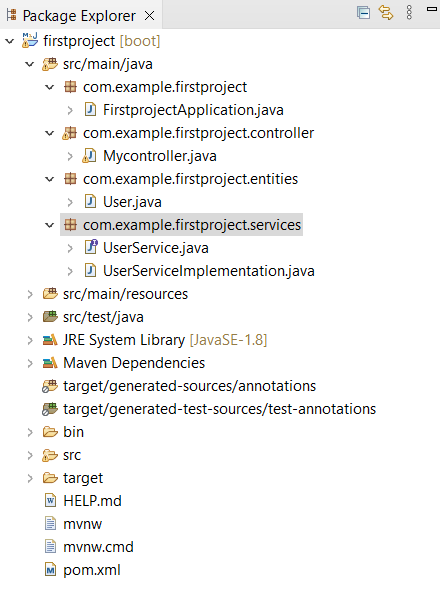 Package Explorer
firstproject [boot]
src/main/java
com.example.firstproject
FirstprojectApplication.java
com.example.firstproject.controller
Mycontroller.java
com.example.firstproject.entities
User.java
com.example.firstproject.services
UserService.java
UserServiceImplementation.java
src/main/resources
src/test/java
JRE System Library [JavaSE-1.8]
Maven Dependencies
target/generated-sources/annotations
target/generated-test-sources/test-annotations
bin
src
target
HELP.md
mvnw
mvnw.cmd
pom.xml